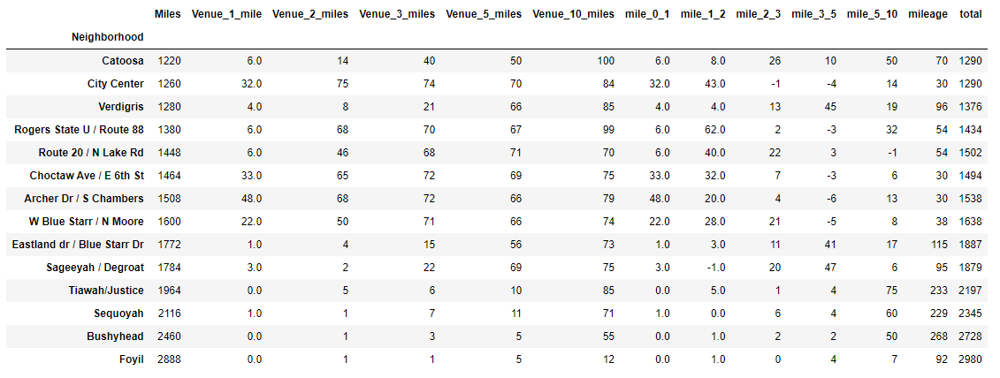 Miles Venue_1_mile Venue_2_miles Venue_3_miles Venue_5_miles Venue_10_miles mile_0_1 mile_1_2 mile_2_3 mile_3_5 mile_5_10 mileage total
Neighborhood
Catoosa 1220 6.0 14 40 50 100 6.0 8.0 26 10 50 70 1290
City Center 1260 32.0 75 74 70 84 32.0 43.0 -1 -4 14 30 1290
Verdigris 1280 4.0 8 21 66 85 4.0 4.0 13 45 19 96 1376
Rogers State U / Route 88 1380 6.0 68 70 67 99 6.0 62.0 2 -3 32 54 1434
Route 20 / N Lake Rd 1448 6.0 46 68 71 70 6.0 40.0 22 3 -1 54 1502
Choctaw Ave / E 6th St 1464 33.0 65 72 69 75 33.0 32.0 7 -3 6 30 1494
Archer Dr / S Chambers 1508 48.0 68 72 66 79 48.0 20.0 4 -6 13 30 1538
W Blue Starr / N Moore 1600 22.0 50 71 66 74 22.0 28.0 21 -5 8 38 1638
Eastland dr / Blue Starr Dr 1772 1.0 4 15 56 73 1.0 3.0 11 41 17 115 1887
Sageeyah / Degroat 1784 3.0 2 22 69 75 3.0 -1.0 20 47 6 95 1879
Tiawah/Justice 1964 0.0 5 6 10 85 0.0 5.0 1 4 75 233 2197
Sequoyah 2116 1.0 1 7 11 71 1.0 0.0 6 4 60 229 2345
Bushyhead 2460 0.0 1 3 5 55 0.0 1.0 2 2 50 268 2728
Foyil 2888 0.0 1 1 5 12 0.0 1.0 0 4 7 92 2980